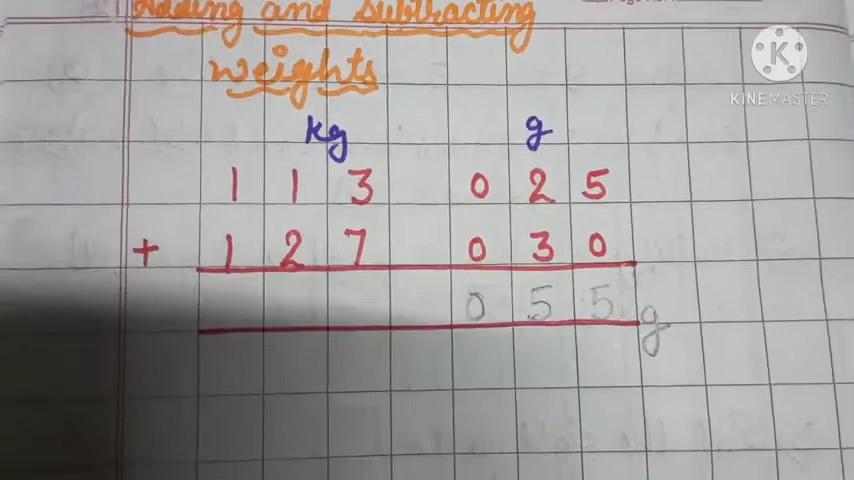 Adding and subtracting
weights
KINEMASTER
kg g
1 1 3 0 2 5
+ 1 2 7 0 3 0
0 5 5 g